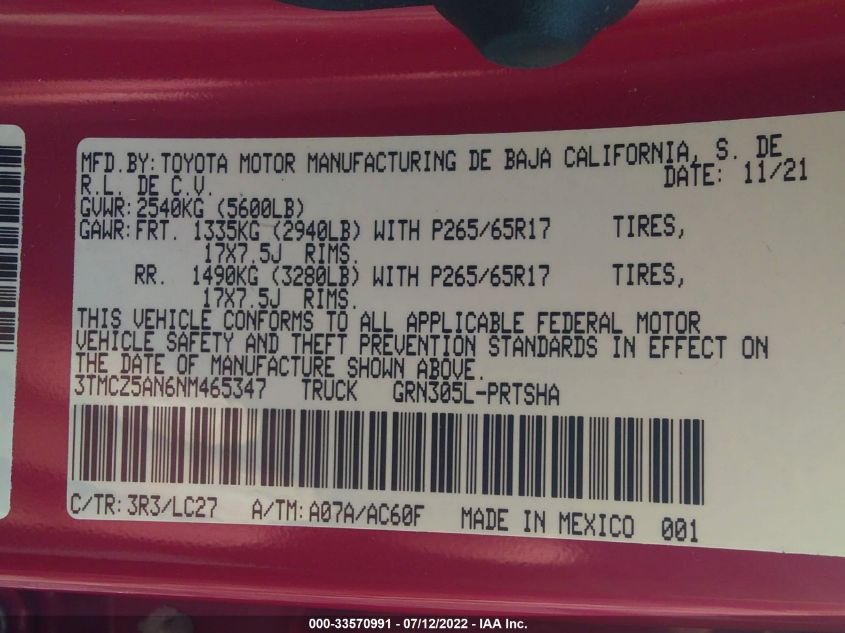 MFD.BY:TOYOTA MOTOR MANUFACTURING DE BAJA CALIFORNIA, S. DE
R.L. DE C.V. DATE: 11/21
GVWR:2540KG (5600LB)
GAWR:FRT. 1335KG (2940LB) WITH P265/65R17 TIRES,
17X7.5J RIMS.
RR. 1490KG (3280LB) WITH P265/65R17 TIRES,
17X7.5J RIMS.
THIS VEHICLE CONFORMS TO ALL APPLICABLE FEDERAL MOTOR
VEHICLE SAFETY AND THEFT PREVENTION STANDARDS IN EFFECT ON
THE DATE OF MANUFACTURE SHOWN ABOVE.
3TMCZ5AN6NM465347 TRUCK GRN305L-PRTSHA
C/TR:3R3/LC27 A/TM:A07A/AC60F MADE IN MEXICO 001
000-33570991 - 07/12/2022 - IAA Inc.